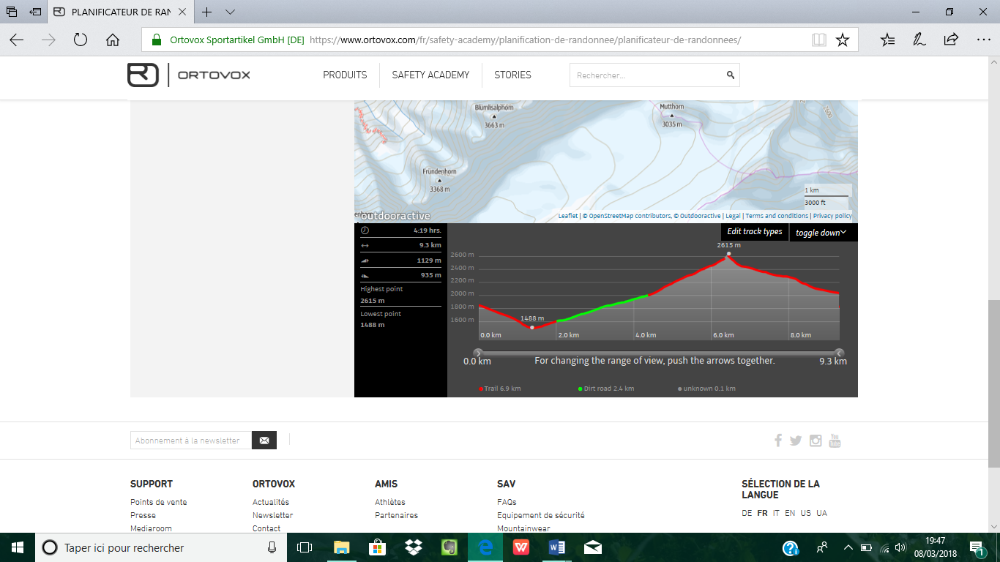 PLANIFICATEUR DE RAN
Ortovox Sportartikel GmbH [DE] https://www.ortovox.com/fr/safety-academy/planification-de-randonnee/planificateur-de-randonnees/
ORTOVOX
PRODUITS
SAFETY ACADEMY
STORIES
Rechercher...
Blümlisalphorn
3663 m
Mutthorn
3035 m
2600
Fründenhorn
3368 m
1 km
3000 ft
outdooractive
Leaflet | © OpenStreetMap contributors, © Outdooractive | Legal | Terms and conditions | Privacy policy
4:19 hrs.
9.3 km
1129 m
935 m
Highest point
2615 m
Lowest point
1488 m
Edit track types
toggle down
2615 m
2600 m
2400 m
2200 m
2000 m
1800 m
1600 m
1488 m
0.0 km
2.0 km
4.0 km
6.0 km
8.0 km
0.0 km
For changing the range of view, push the arrows together.
9.3 km
Trail 6.9 km
Dirt road 2.4 km
unknown 0.1 km
Abonnement à la newsletter
You
Tube
SUPPORT
Points de vente
Presse
Mediaroom
ORTOVOX
Actualités
Newsletter
Contact
AMIS
Athlètes
Partenaires
SAV
FAQs
Equipement de sécurité
Mountainwear
SÉLECTION DE LA
LANGUE
DE FR IT EN US UA
Taper ici pour rechercher
19:47
08/03/2018
1